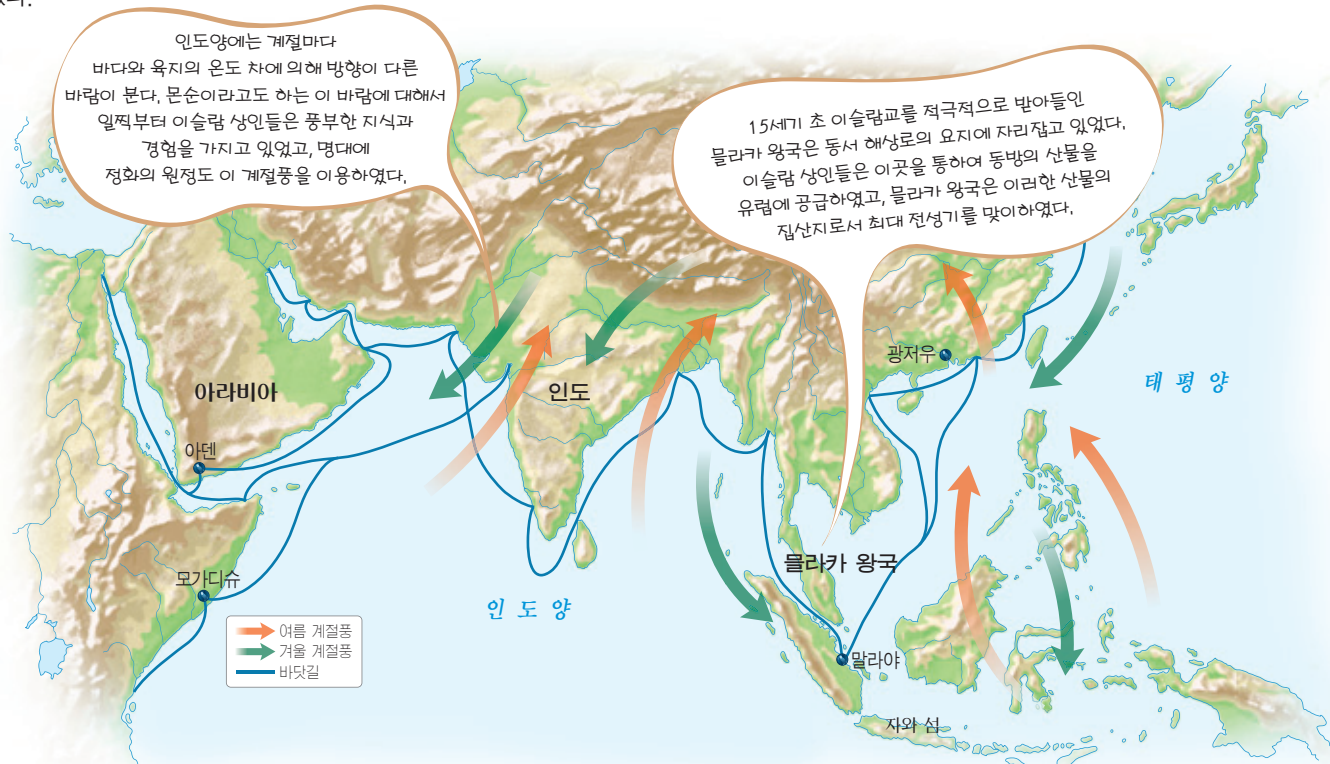 인도양에는 계절마다
바다와 육지의 온도 차에 의해 방향이 다른
바람이 분다. 몬순이라고도 하는 이 바람에 대해서
일찍부터 이슬람 상인들은 풍부한 지식과
경험을 가지고 있었고, 명대에
정화의 원정도 이 계절풍을 이용하였다.
15세기 초 이슬람교를 적극적으로 받아들인
믈라카 왕국은 동서 해상로의 요지에 자리잡고 있었다.
이슬람 상인들은 이곳을 통하여 동방의 산물을
유럽에 공급하였고, 믈라카 왕국은 이러한 산물의
집산지로서 최대 전성기를 맞이하였다.
광저우
태평양
아라비아
인도
아덴
믈라카 왕국
모가디슈
인도양
여름 계절풍
겨울 계절풍
바닷길
말라야
자와 섬